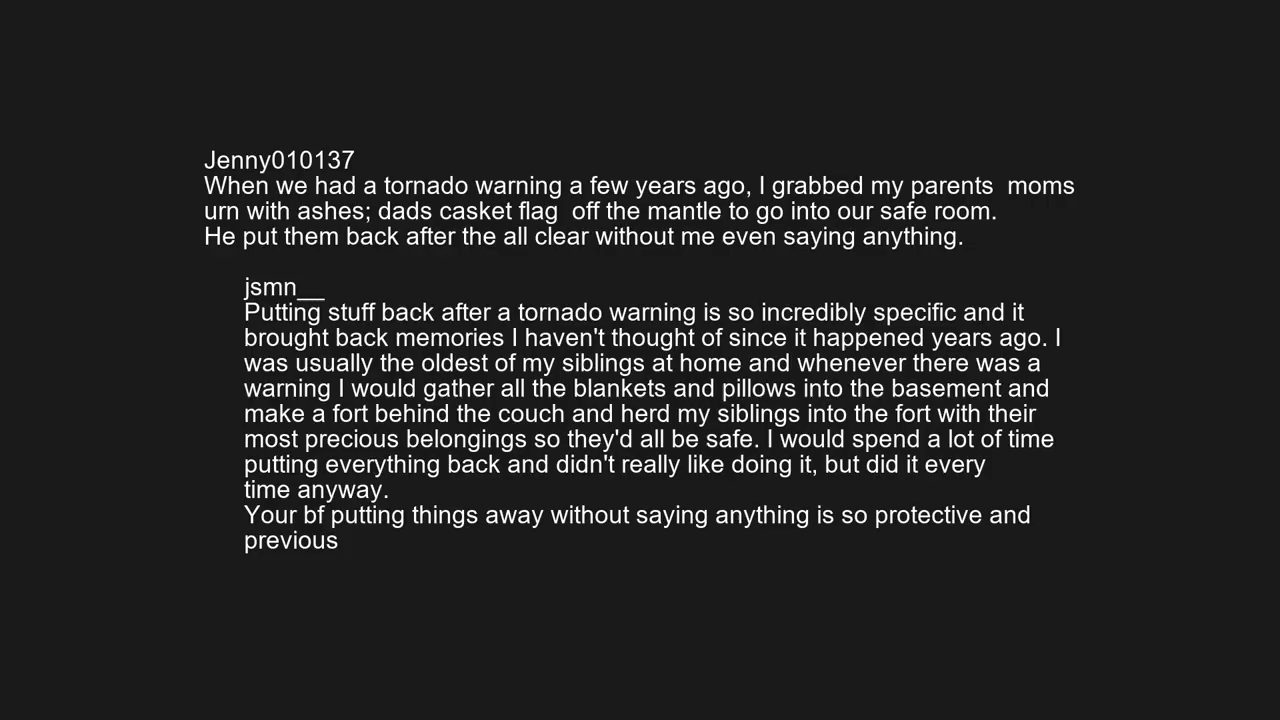 Jenny010137
When we had a tornado warning a few years ago, I grabbed my parents  moms
urn with ashes; dads casket flag  off the mantle to go into our safe room.
He put them back after the all clear without me even saying anything.
jsmn__
Putting stuff back after a tornado warning is so incredibly specific and it
brought back memories I haven't thought of since it happened years ago. I
was usually the oldest of my siblings at home and whenever there was a
warning I would gather all the blankets and pillows into the basement and
make a fort behind the couch and herd my siblings into the fort with their
most precious belongings so they'd all be safe. I would spend a lot of time
putting everything back and didn't really like doing it, but did it every
time anyway.
Your bf putting things away without saying anything is so protective and
previous